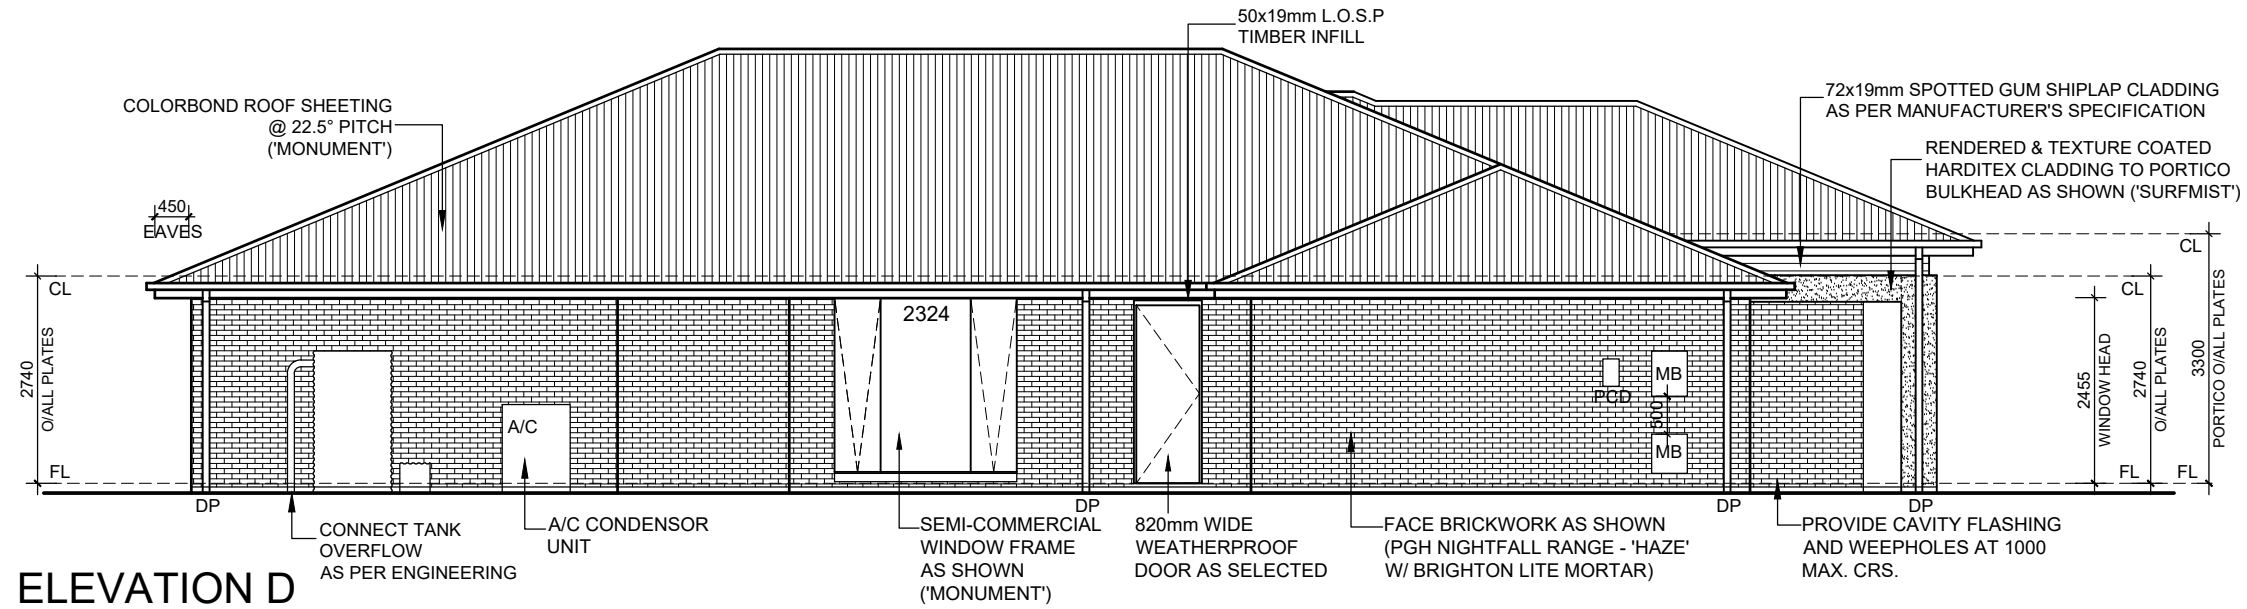 50x19mm L.O.S.P
TIMBER INFILL
COLORBOND ROOF SHEETING
@ 22.5° PITCH
('MONUMENT')
72x19mm SPOTTED GUM SHIPLAP CLADDING
AS PER MANUFACTURER'S SPECIFICATION
RENDERED & TEXTURE COATED
HARDITEX CLADDING TO PORTICO
BULKHEAD AS SHOWN ('SURFMIST')
450
EAVES
CL
CL
CL
2740
O/ALL PLATES
2324
A/C
PCD
MB
500
MB
2455
WINDOW HEAD
2740
O/ALL PLATES
3300
PORTICO O/ALL PLATES
FL
FL
FL
DP
DP
DP
DP
CONNECT TANK
OVERFLOW
AS PER ENGINEERING
A/C CONDENSOR
UNIT
SEMI-COMMERCIAL
WINDOW FRAME
AS SHOWN
('MONUMENT')
820mm WIDE
WEATHERPROOF
DOOR AS SELECTED
FACE BRICKWORK AS SHOWN
(PGH NIGHTFALL RANGE - 'HAZE'
W/ BRIGHTON LITE MORTAR)
PROVIDE CAVITY FLASHING
AND WEEPHOLES AT 1000
MAX. CRS.
ELEVATION D